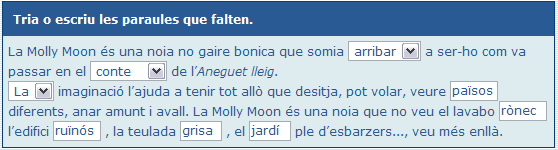 Tria o escriu les paraules que falten.
La Molly Moon és una noia no gaire bonica que somia arribar a ser-ho com va
passar en el conte de l'Aneguet lleig.
La imaginació l'ajuda a tenir tot allò que desitja, pot volar, veure països
diferents, anar amunt i avall. La Molly Moon és una noia que no veu el lavabo rònec
l'edifici ruïnós , la teulada grisa , el jardí ple d'esbarzers..., veu més enllà.